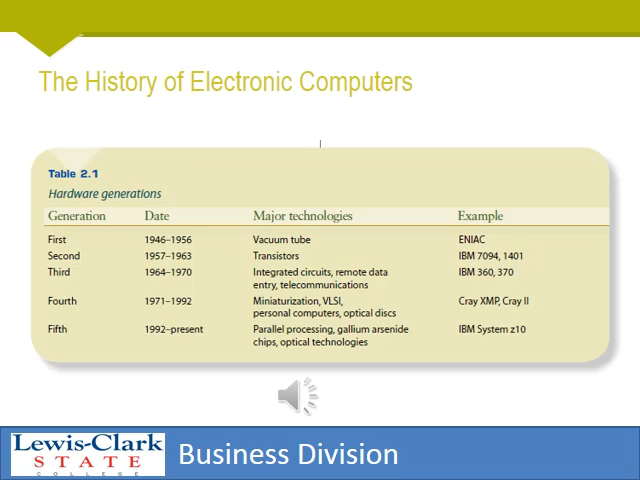 The History of Electronic Computers
Table 2.1
Hardware generations
Generation Date Major technologies Example
First 1946–1956 Vacuum tube ENIAC
Second 1957–1963 Transistors IBM 7094, 1401
Third 1964–1970 Integrated circuits, remote data IBM 360, 370
entry, telecommunications
Fourth 1971–1992 Miniaturization, VLSI, Cray XMP, Cray II
personal computers, optical discs
Fifth 1992–present Parallel processing, gallium arsenide IBM System z10
chips, optical technologies
Lewis-Clark
STATE
COLLEGE
Business Division